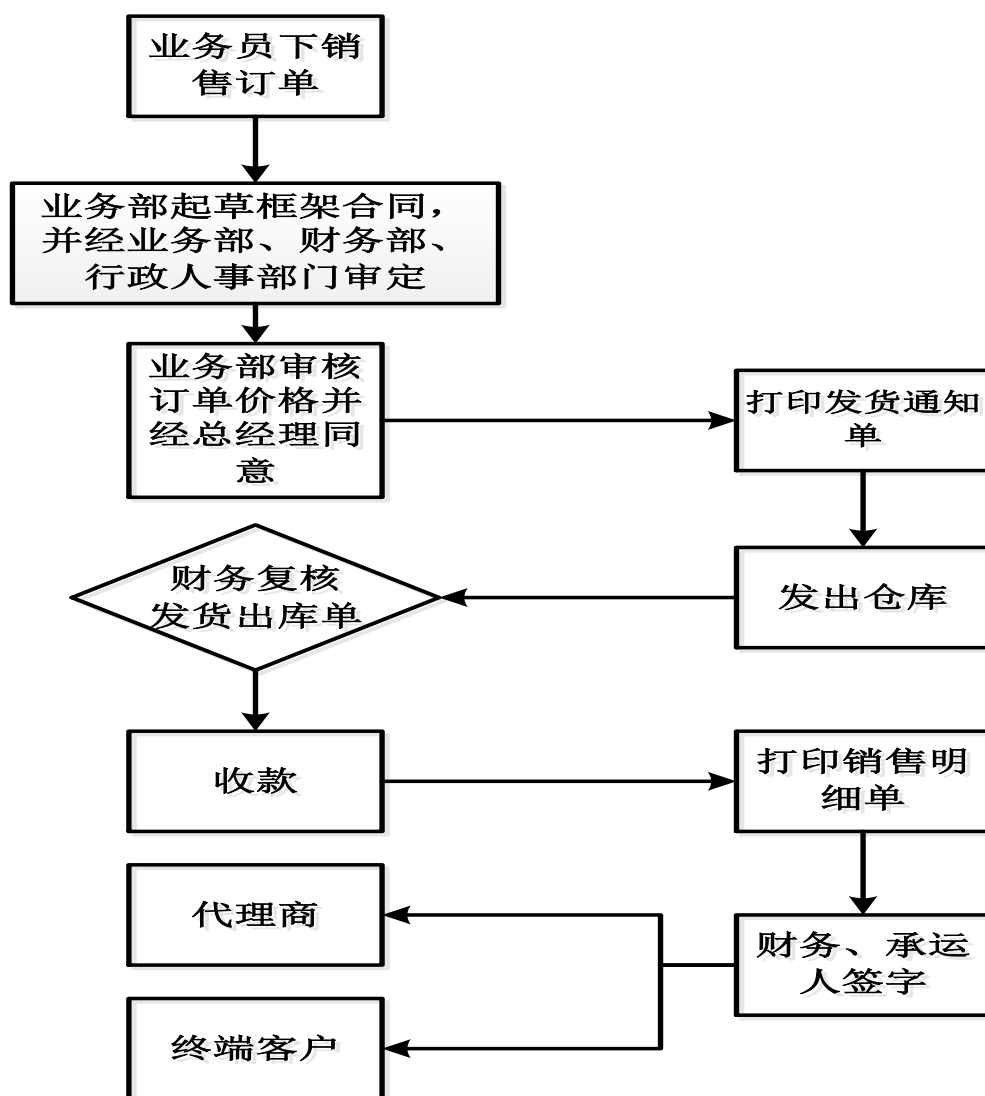 业务员下销
售订单
业务部起草框架合同，
并经业务部、财务部、
行政人事部门审定
业务部审核
订单价格并
经总经理同
意
打印发货通知
单
发出仓库
财务复核
发货出库单
收款
打印销售明
细单
财务、承运
人签字
代理商
终端客户